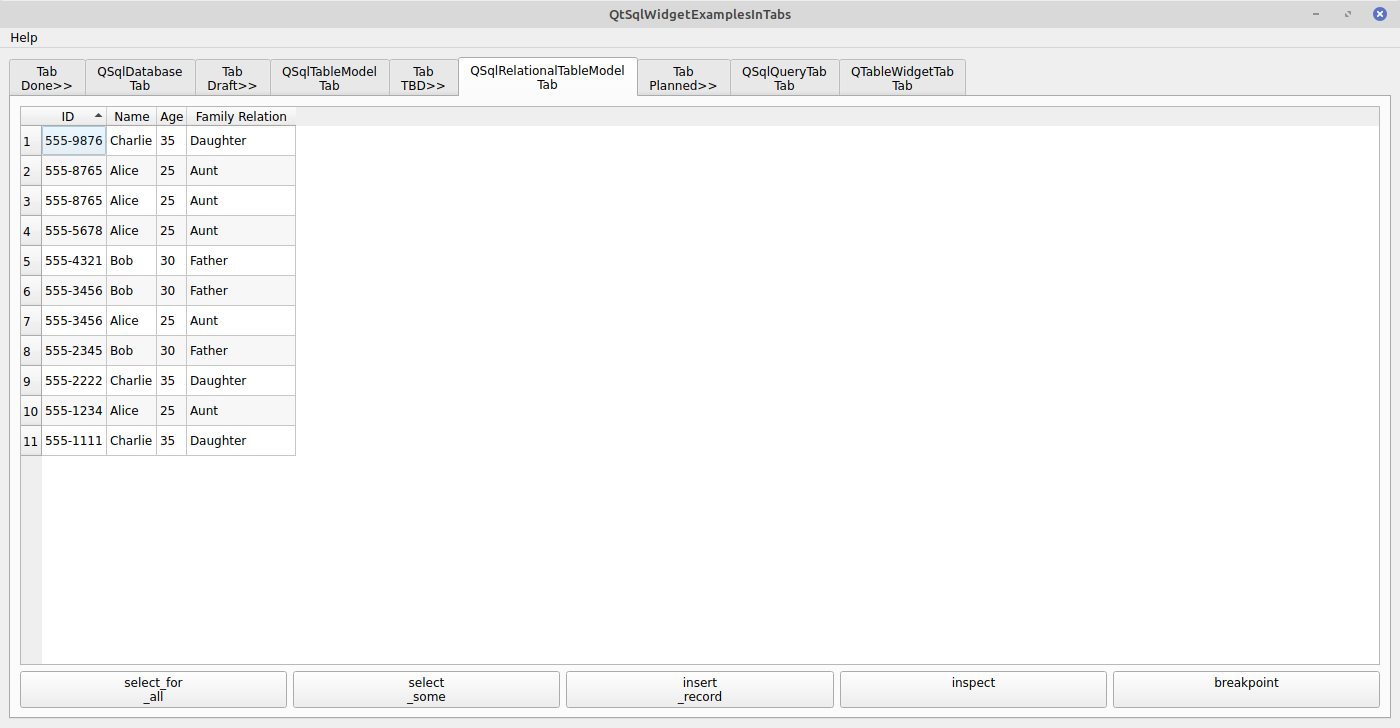 QtSqlWidgetExamplesInTabs
Help
Tab
Done>>
QSqlDatabase
Tab
Tab
Draft>>
QSqlTableModel
Tab
Tab
TBD>>
QSqlRelationalTableModel
Tab
Tab
Planned>>
QSqlQueryTab
Tab
QTableWidgetTab
Tab
ID Name Age Family Relation
1 555-9876 Charlie 35 Daughter
2 555-8765 Alice 25 Aunt
3 555-8765 Alice 25 Aunt
4 555-5678 Alice 25 Aunt
5 555-4321 Bob 30 Father
6 555-3456 Bob 30 Father
7 555-3456 Alice 25 Aunt
8 555-2345 Bob 30 Father
9 555-2222 Charlie 35 Daughter
10 555-1234 Alice 25 Aunt
11 555-1111 Charlie 35 Daughter
select_for
_all
select
_some
insert
_record
inspect
breakpoint